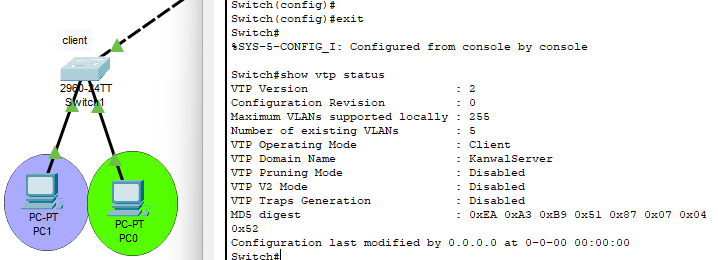 client
2960-24TT
Switch1
PC-PT
PC1
PC-PT
PC0
Switch(config)#
Switch(config)#exit
Switch#
%SYS-5-CONFIG_I: Configured from console by console
Switch#show vtp status
VTP Version : 2
Configuration Revision : 0
Maximum VLANs supported locally : 255
Number of existing VLANs : 5
VTP Operating Mode : Client
VTP Domain Name : KanwalServer
VTP Pruning Mode : Disabled
VTP V2 Mode : Disabled
VTP Traps Generation : Disabled
MD5 digest : 0xEA 0xA3 0xB9 0x51 0x87 0x07 0x04
0x52
Configuration last modified by 0.0.0.0 at 0-0-00 00:00:00
Switch#